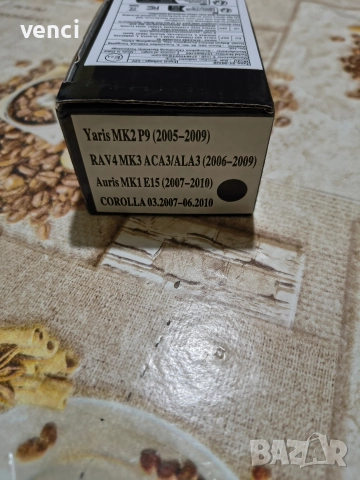 venci
Yaris MK2 P9 (2005-2009)
RAV4 MK3 ACA3/ALA3 (2006-2009)
Auris MK1 E15 (2007-2010)
COROLLA 03.2007-06.2010
BAZAR